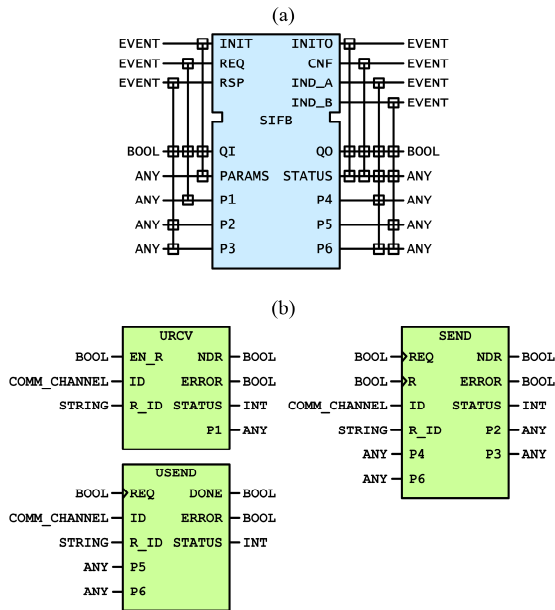 (a)
EVENT INIT INITO EVENT
EVENT REQ CNF EVENT
EVENT RSP IND_A EVENT
IND_B EVENT
SIFB
BOOL QI QO BOOL
ANY PARAMS STATUS ANY
ANY P1 P4 ANY
ANY P2 P5 ANY
ANY P3 P6 ANY
(b)
URCV
BOOL EN_R NDR BOOL
COMM_CHANNEL ID ERROR BOOL
STRING R_ID STATUS INT
P1 ANY
USEND
BOOL REQ DONE BOOL
COMM_CHANNEL ID ERROR BOOL
STRING R_ID STATUS INT
ANY P5
ANY P6
SEND
BOOL REQ NDR BOOL
BOOL R ERROR BOOL
COMM_CHANNEL ID STATUS INT
STRING R_ID P2 ANY
ANY P4 P3 ANY
ANY P6